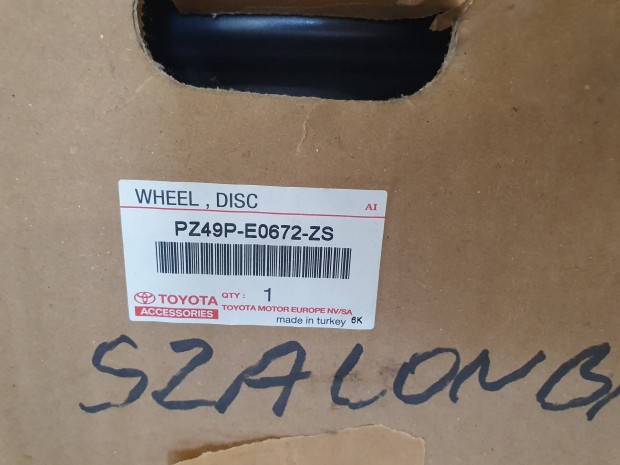 WHEEL , DISC
AI
PZ49P-E0672-ZS
TOYOTA
ACCESSORIES
QTY : 1
TOYOTA MOTOR EUROPE NV/SA
made in turkey 6K
SZALONBA